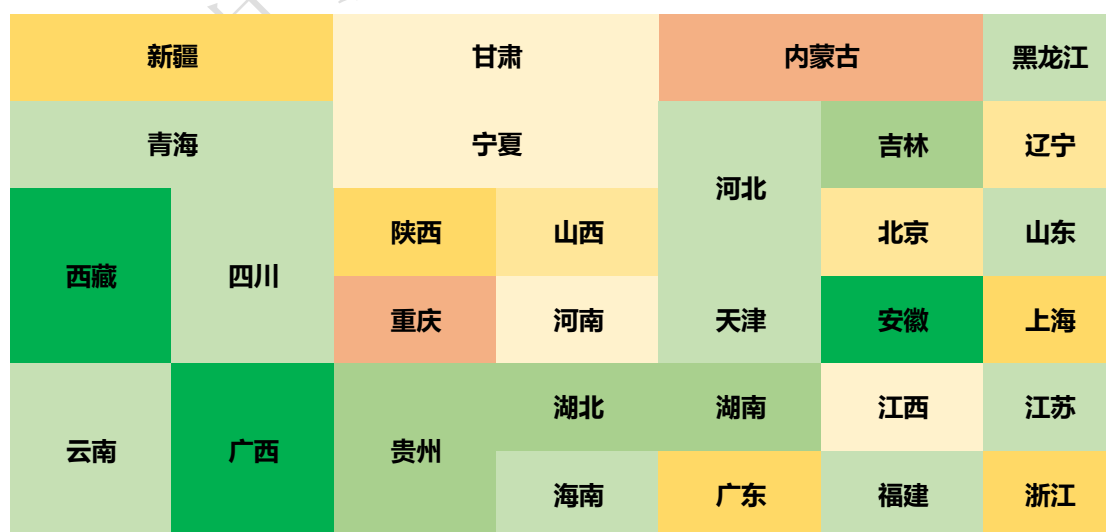 新疆 甘肃 内蒙古 黑龙江
青海 宁夏 吉林 辽宁
河北
陕西 山西 北京 山东
西藏 四川
重庆 河南 天津 安徽 上海
湖北 湖南 江西 江苏
云南 广西 贵州
海南 广东 福建 浙江